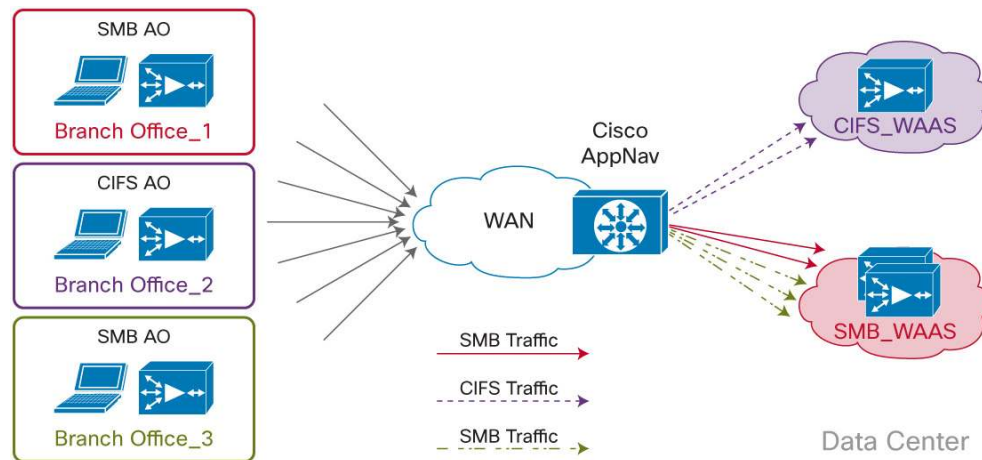 SMB AO
Branch Office_1
CIFS AO
Branch Office_2
SMB AO
Branch Office_3
WAN
Cisco
AppNav
CIFS_WAAS
SMB_WAAS
SMB Traffic
CIFS Traffic
SMB Traffic
Data Center